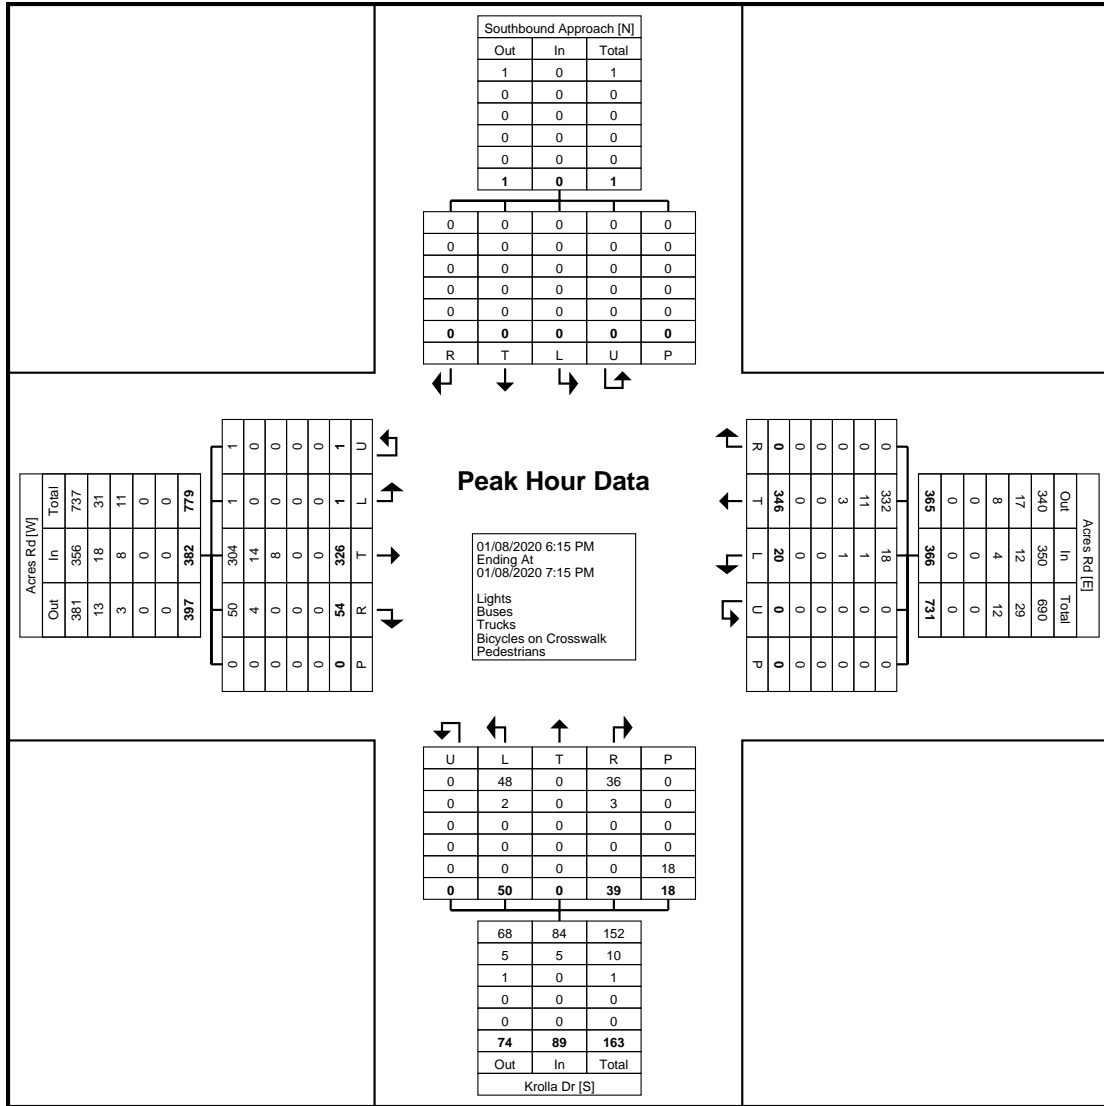 Southbound Approach [N]
Out In Total
1 0 1
0 0 0
0 0 0
0 0 0
0 0 0
1 0 1
0 0 0 0 0
0 0 0 0 0
0 0 0 0 0
0 0 0 0 0
0 0 0 0 0
0 0 0 0 0
R T L U P
Acres Rd [W]
Total 737 31 11 0 0 779
In 356 18 8 0 0 382
Out 381 13 3 0 0 397
1 0 0 0 0 1 U
1 0 0 0 0 1 L
304 14 8 0 0 326 T
50 4 0 0 0 54 R
0 0 0 0 0 0 P
Peak Hour Data
01/08/2020 6:15 PM
Ending At
01/08/2020 7:15 PM
Lights
Buses
Trucks
Bicycles on Crosswalk
Pedestrians
R 0 0 0 0 0 0
T 346 0 0 3 11 332
L 20 0 0 1 1 18
U 0 0 0 0 0 0
P 0 0 0 0 0 0
365 0 0 8 17 340 Out
366 0 0 4 12 350 In
731 0 0 12 29 690 Total
Acres Rd [E]
U L T R P
0 48 0 36 0
0 2 0 3 0
0 0 0 0 0
0 0 0 0 0
0 0 0 0 18
0 50 0 39 18
68 84 152
5 5 10
1 0 1
0 0 0
0 0 0
74 89 163
Out In Total
Krolla Dr [S]